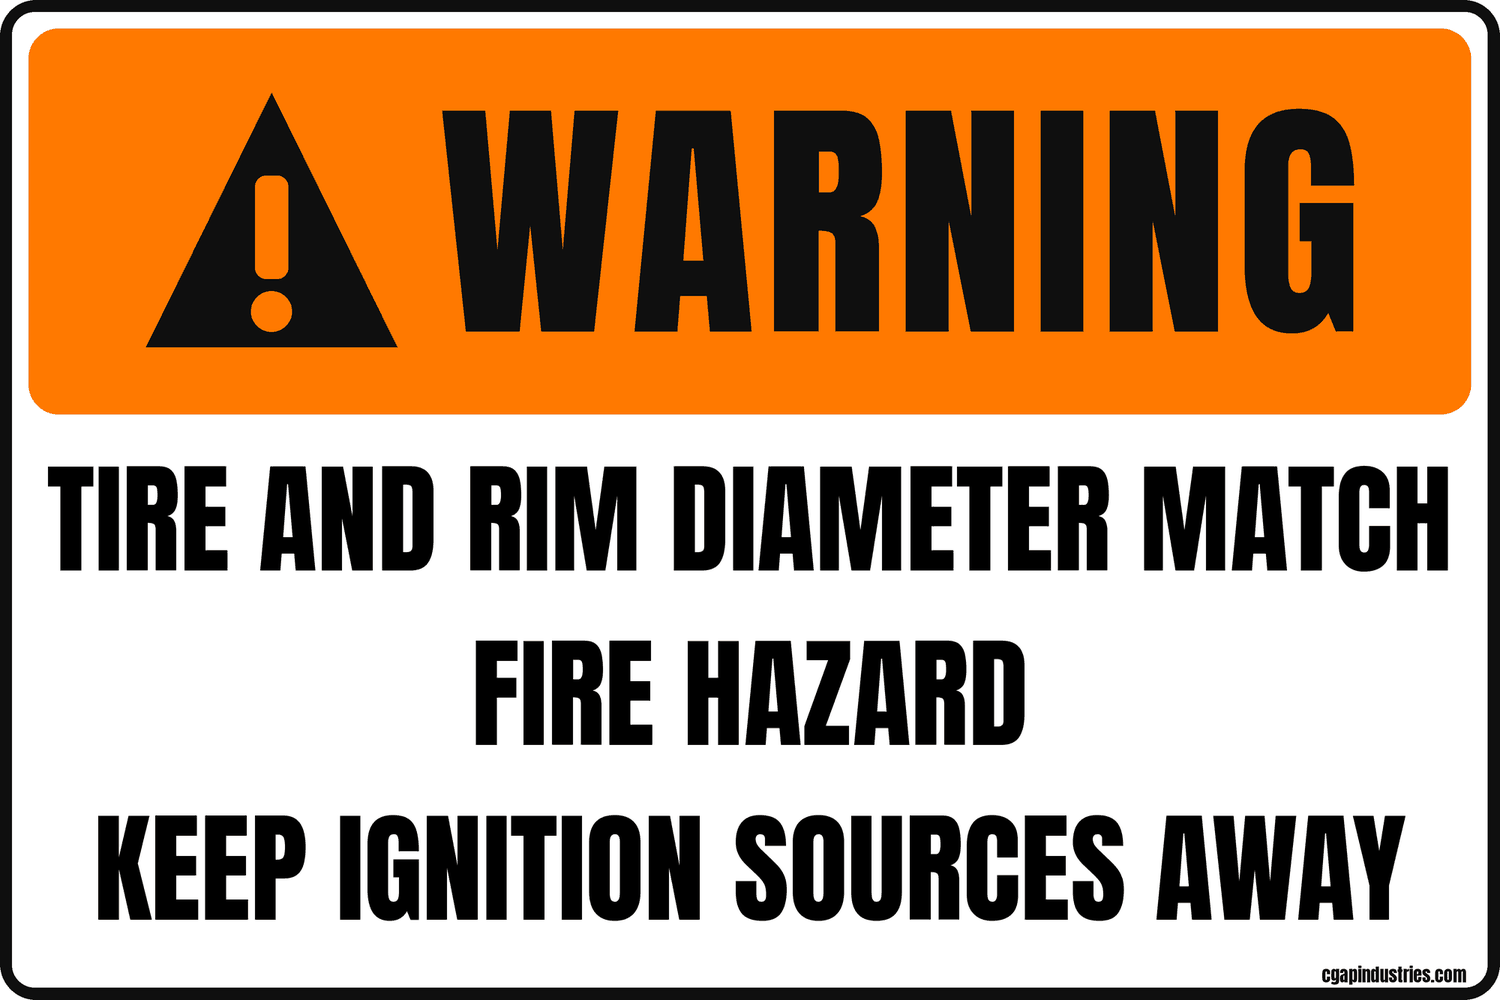 WARNING
TIRE AND RIM DIAMETER MATCH
FIRE HAZARD
KEEP IGNITION SOURCES AWAY
cgapindustries.com